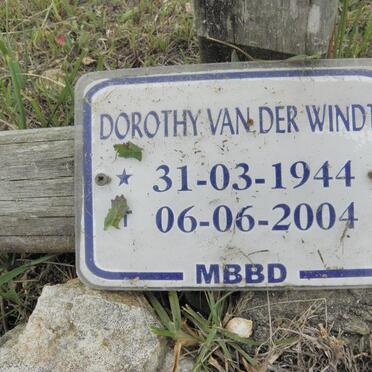 DOROTHY VAN DER WINDT
★ 31-03-1944
† 06-06-2004
MBBD